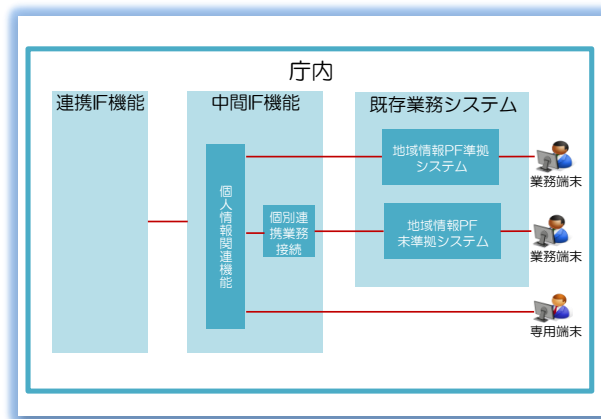 庁内
連携IF機能
中間IF機能
既存業務システム
地域情報PF準拠
システム
業務端末
個人情報関連機能
個別連
携業務
接続
地域情報PF
未準拠システム
業務端末
専用端末